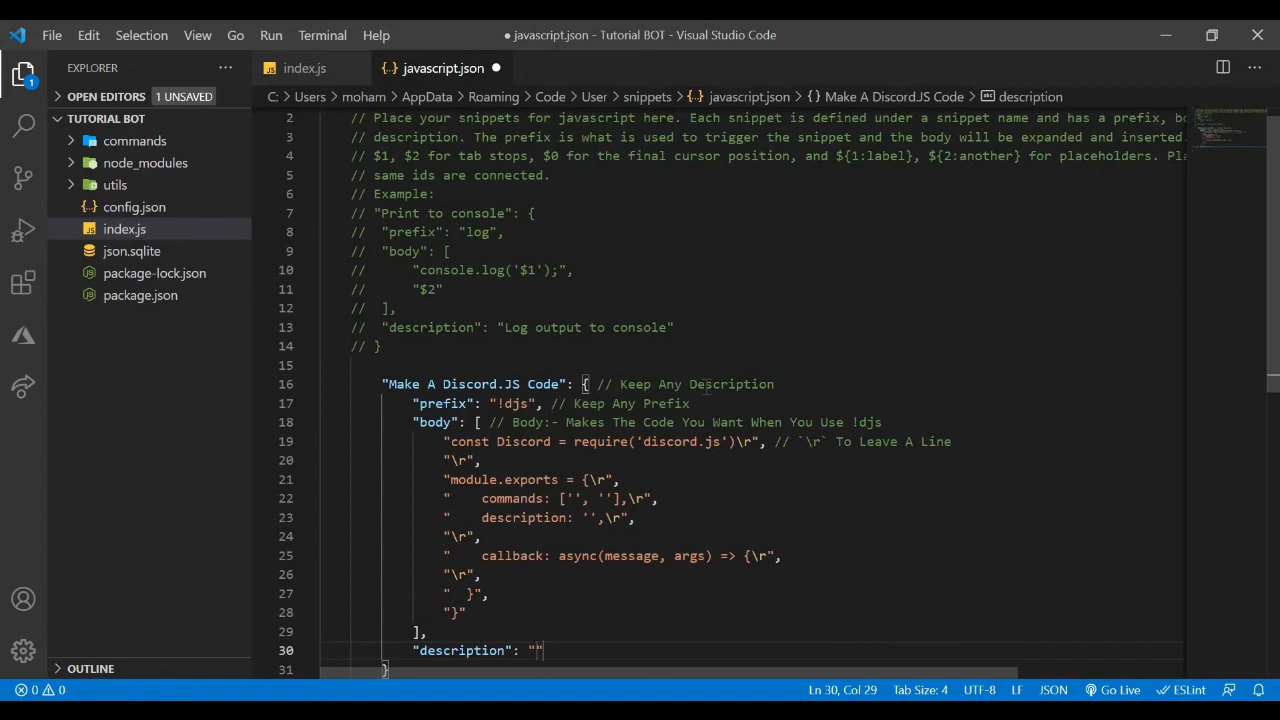 File Edit Selection View Go Run Terminal Help
● javascript.json - Tutorial BOT - Visual Studio Code
EXPLORER ···
index.js
{..} javascript.json ●
OPEN EDITORS 1 UNSAVED
C: > Users > moham > AppData > Roaming > Code > User > snippets > {..} javascript.json > {} Make A Discord.JS Code > description
TUTORIAL BOT
commands
node_modules
utils
config.json
index.js
json.sqlite
package-lock.json
package.json
2 // Place your snippets for javascript here. Each snippet is defined under a snippet name and has a prefix, bo
3 // description. The prefix is what is used to trigger the snippet and the body will be expanded and inserted
4 // $1, $2 for tab stops, $0 for the final cursor position, and ${1:label}, ${2:another} for placeholders. Pla
5 // same ids are connected.
6 // Example:
7 // "Print to console": {
8 // "prefix": "log",
9 // "body": [
10 // "console.log('$1');",
11 // "$2"
12 // ],
13 // "description": "Log output to console"
14 // }
15
16 "Make A Discord.JS Code": { // Keep Any Description
17 "prefix": "!djs", // Keep Any Prefix
18 "body": [ // Body:- Makes The Code You Want When You Use !djs
19 "const Discord = require('discord.js')\r", // `\r` To Leave A Line
20 "\r",
21 "module.exports = {\r",
22 "    commands: ['', ''],\r",
23 "    description: '',\r",
24 "\r",
25 "    callback: async(message, args) => {\r",
26 "\r",
27 "  }",
28 "}"
29 ],
30 "description": ""
31 }
OUTLINE
0 0
Ln 30, Col 29 Tab Size: 4 UTF-8 LF JSON Go Live ESLint